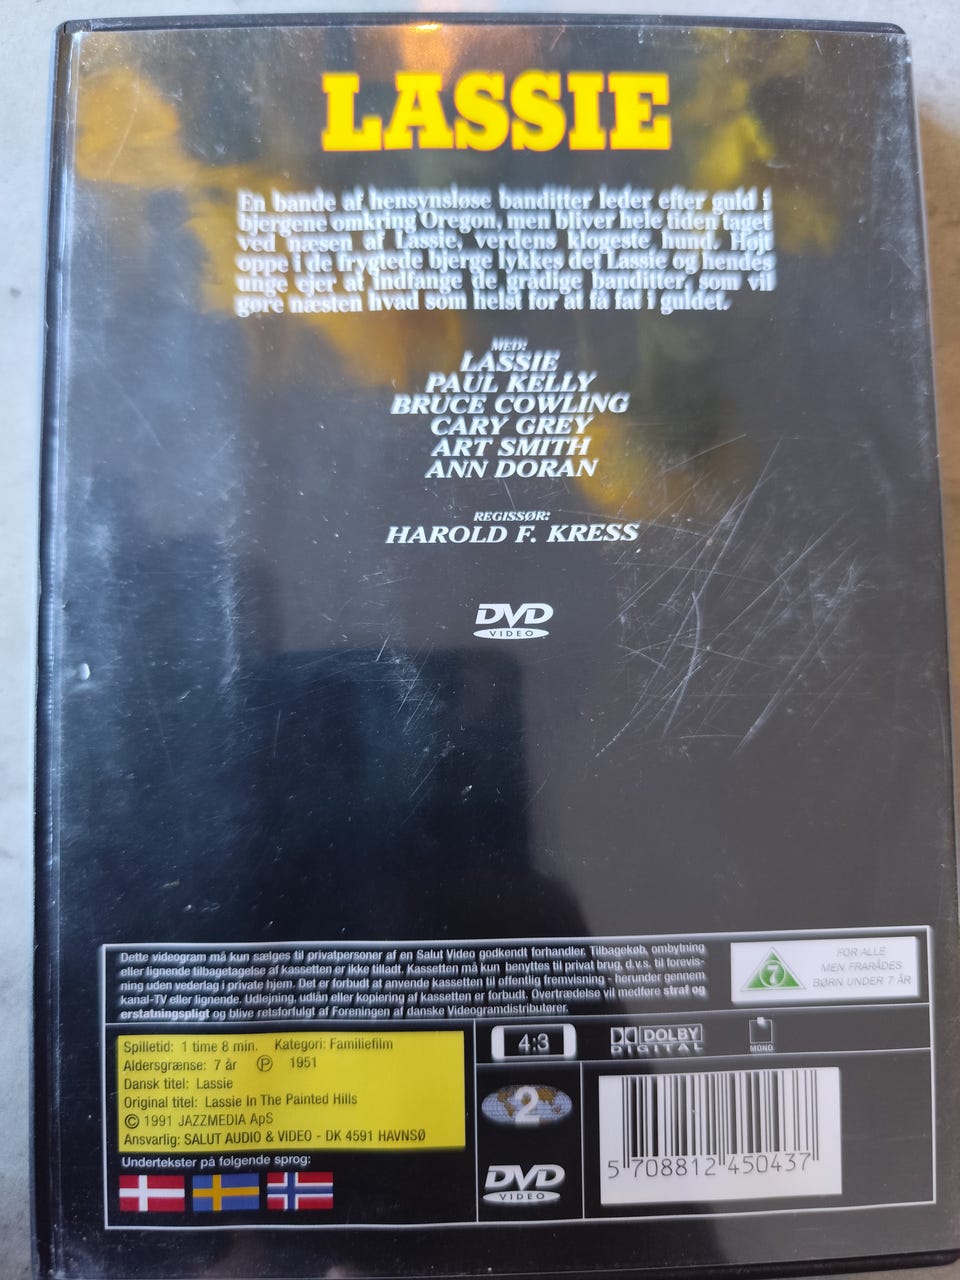 LASSIE
En bande af hensynsløse banditter leder efter guld i
bjergene omkring Oregon, men bliver hele tiden taget
ved næsen af Lassie, verdens klogeste hund. Højt
oppe i de frygtede bjerge lykkes det Lassie og hendes
unge ejer at indfange de grådige banditter, som vil
gøre næsten hvad som helst for at få fat i guldet.
MED:
LASSIE
PAUL KELLY
BRUCE COWLING
CARY GREY
ART SMITH
ANN DORAN
REGISSØR:
HAROLD F. KRESS
DVD
VIDEO
Dette videogram må kun sælges til privatpersoner af en Salut Video godkendt forhandler. Tilbagekøb, ombytning
eller lignende tilbagetagelse af kassetten er ikke tilladt. Kassetten må kun benyttes til privat brug, d.v.s. til forevis-
ning uden vederlag i private hjem. Det er forbudt at anvende kassetten til offentlig fremvisning - herunder gennem
kanal-TV eller lignende. Udlejning, udlån eller kopiering af kassetten er forbudt. Overtrædelse vil medføre straf og
erstatningspligt og blive retsforfulgt af Foreningen af danske Videogramdistributører.
7
FOR ALLE
MEN FRARÅDES
BØRN UNDER 7 ÅR
Spilletid: 1 time 8 min. Kategori: Familiefilm
Aldersgrænse: 7 år Ⓟ 1951
Dansk titel: Lassie
Original titel: Lassie In The Painted Hills
© 1991 JAZZMEDIA ApS
Ansvarlig: SALUT AUDIO & VIDEO - DK 4591 HAVNSØ
Undertekster på følgende sprog:
4:3
DOLBY
DIGITAL
MONO
2
DVD
VIDEO
5 708812 450437